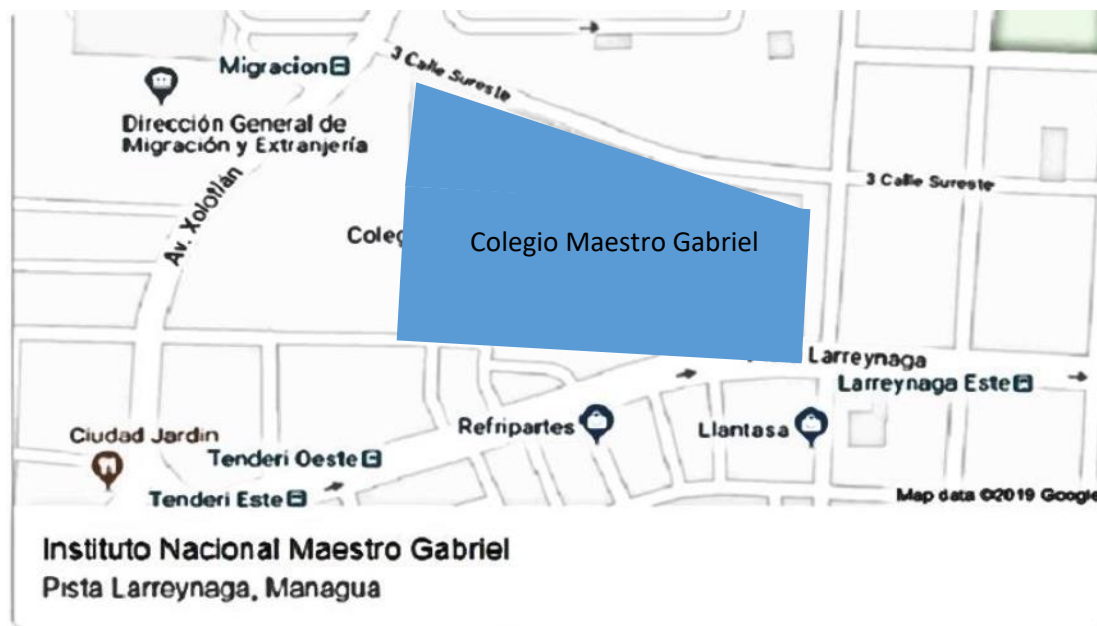 Migracion
3 Calle Sureste
Dirección General de
Migración y Extranjería
3 Calle Sureste
Av. Xolotlán
Coleg
Colegio Maestro Gabriel
Larreynaga
Larreynaga Este
Refripartes
Llantasa
Ciudad Jardin
Tenderi Oeste
Tenderi Este
Map data ©2019 Google
Instituto Nacional Maestro Gabriel
Pista Larreynaga, Managua